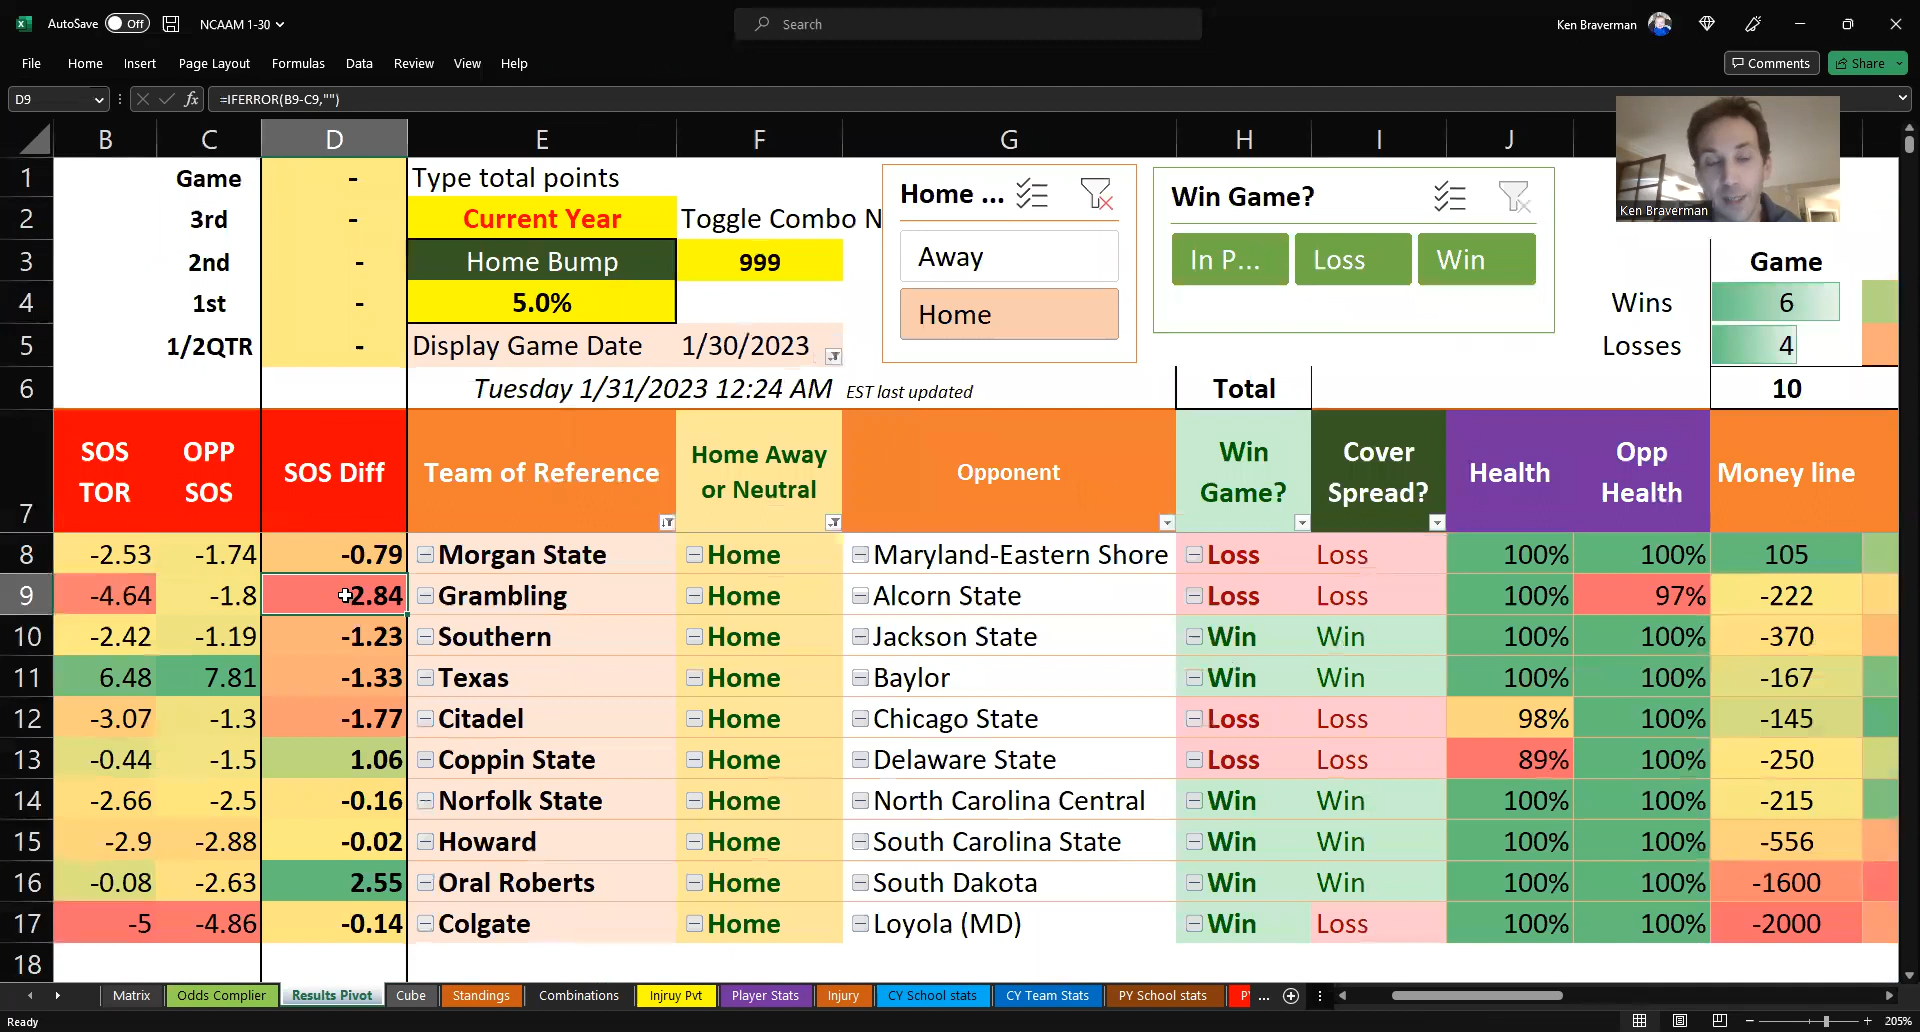 AutoSave Off NCAAM 1-30 Search Ken Braverman
File Home Insert Page Layout Formulas Data Review View Help Comments Share
D9 fx =IFERROR(B9-C9,"")
B C D E F G H I J
1 Game - Type total points
2 3rd - Current Year Toggle Combo N
3 2nd - Home Bump 999
4 1st - 5.0%
5 1/2QTR - Display Game Date 1/30/2023
6 Tuesday 1/31/2023 12:24 AM EST last updated Total 10
Home ...
Away
Home
Win Game?
In P... Loss Win
Ken Braverman
Game
Wins 6
Losses 4
7 SOS TOR OPP SOS SOS Diff Team of Reference Home Away or Neutral Opponent Win Game? Cover Spread? Health Opp Health Money line
8 -2.53 -1.74 -0.79 Morgan State Home Maryland-Eastern Shore Loss Loss 100% 100% 105
9 -4.64 -1.8 2.84 Grambling Home Alcorn State Loss Loss 100% 97% -222
10 -2.42 -1.19 -1.23 Southern Home Jackson State Win Win 100% 100% -370
11 6.48 7.81 -1.33 Texas Home Baylor Win Win 100% 100% -167
12 -3.07 -1.3 -1.77 Citadel Home Chicago State Loss Loss 98% 100% -145
13 -0.44 -1.5 1.06 Coppin State Home Delaware State Loss Loss 89% 100% -250
14 -2.66 -2.5 -0.16 Norfolk State Home North Carolina Central Win Win 100% 100% -215
15 -2.9 -2.88 -0.02 Howard Home South Carolina State Win Win 100% 100% -556
16 -0.08 -2.63 2.55 Oral Roberts Home South Dakota Win Win 100% 100% -1600
17 -5 -4.86 -0.14 Colgate Home Loyola (MD) Win Loss 100% 100% -2000
18
Matrix Odds Complier Results Pivot Cube Standings Combinations Injruy Pvt Player Stats Injury CY School stats CY Team Stats PY School stats ...
Ready 205%